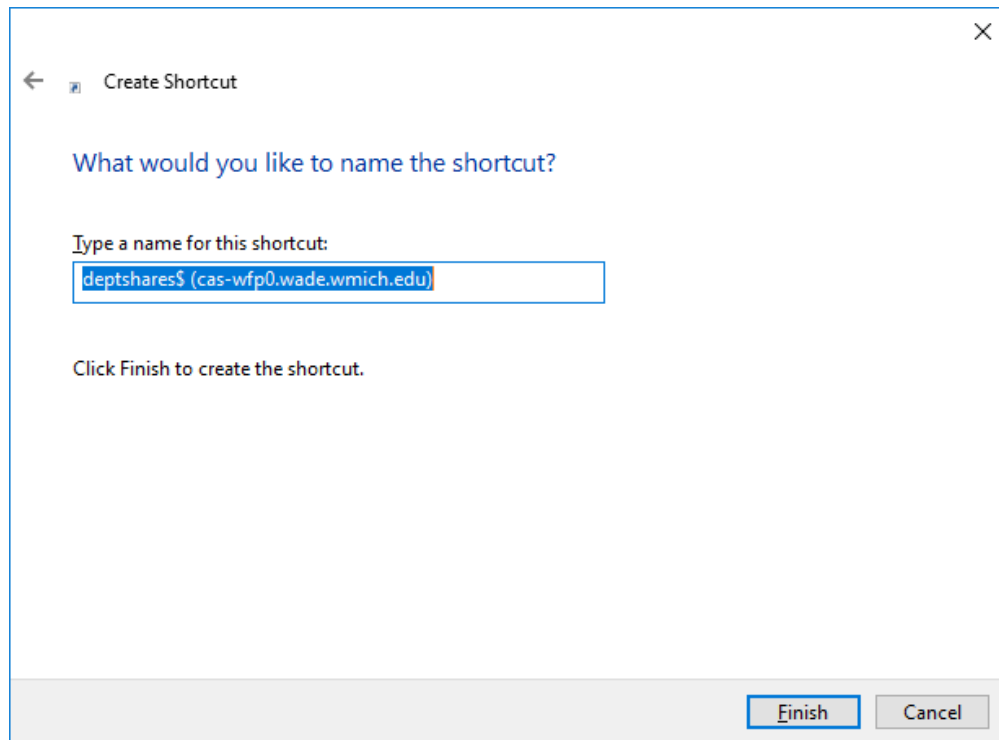 Create Shortcut
What would you like to name the shortcut?
Type a name for this shortcut:
deptshares$ (cas-wfp0.wade.wmich.edu)
Click Finish to create the shortcut.
Finish Cancel